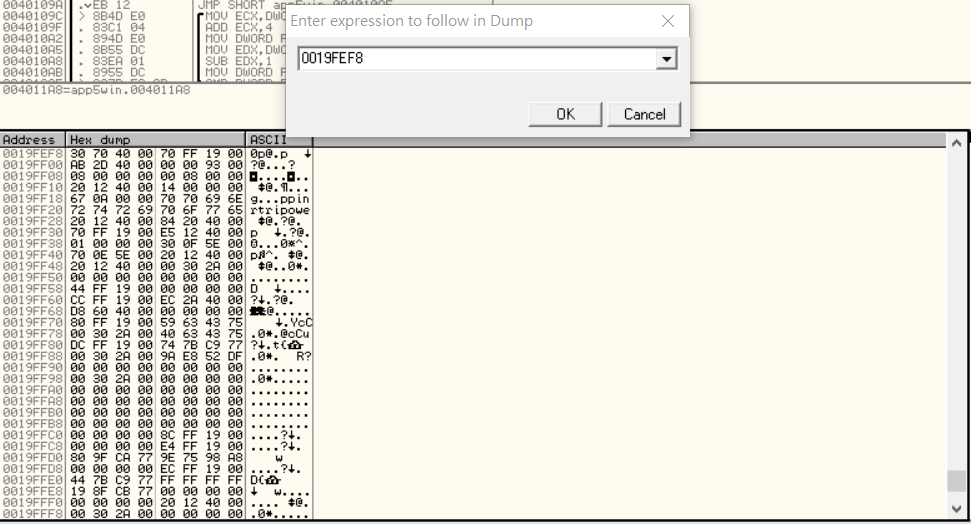 0040109A . EB 12 JMP SHORT app5win.
0040109C > 8B4D E0 MOV ECX,DWO
0040109F . 83C1 04 ADD ECX,4
004010A2 . 894D E0 MOV DWORD P
004010A5 > 8B55 DC MOV EDX,DWO
004010A8 . 83EA 01 SUB EDX,1
004010AB . 8955 DC MOV DWORD P
004011A8=app5win.004011A8
Enter expression to follow in Dump
0019FEF8
OK Cancel
Address Hex dump ASCII
0019FEF8 30 70 40 00 70 FF 19 00 0p@.p ↓
0019FF00 AB 2D 40 00 00 00 93 00 ?@...?
0019FF08 08 00 00 00 00 08 00 00 ◘....◘..
0019FF10 20 12 40 00 14 00 00 00 ↕@.¶...
0019FF18 67 0A 00 00 70 70 69 6E g...ppin
0019FF20 72 74 72 69 70 6F 77 65 rtripowe
0019FF28 20 12 40 00 84 20 40 00 ↕@.?@.
0019FF30 70 FF 19 00 E5 12 40 00 p ↓.?@.
0019FF38 01 00 00 00 30 0F 5E 00 0...0*^.
0019FF40 70 0E 5E 00 20 12 40 00 p♫^. ↕@.
0019FF48 20 12 40 00 00 30 2A 00 ↕@..0*.
0019FF50 00 00 00 00 00 00 00 00 ........
0019FF58 44 FF 19 00 00 00 00 00 D ↓....
0019FF60 CC FF 19 00 EC 2A 40 00 ?↓.?@.
0019FF68 D8 60 40 00 00 00 00 00 @.....
0019FF70 80 FF 19 00 59 63 43 75 ↓.YcC
0019FF78 00 30 2A 00 40 63 43 75 .0*.@cCu
0019FF80 DC FF 19 00 74 7B C9 77 ?↓.t{
0019FF88 00 30 2A 00 9A E8 52 DF .0*. R?
0019FF90 00 00 00 00 00 00 00 00 ........
0019FF98 00 30 2A 00 00 00 00 00 .0*.....
0019FFA0 00 00 00 00 00 00 00 00 ........
0019FFA8 00 00 00 00 00 00 00 00 ........
0019FFB0 00 00 00 00 00 00 00 00 ........
0019FFB8 00 00 00 00 00 00 00 00 ........
0019FFC0 00 00 00 00 8C FF 19 00 ....?↓.
0019FFC8 00 00 00 00 E4 FF 19 00 ....?↓.
0019FFD0 80 9F CA 77 9E 75 98 A8 w
0019FFD8 00 00 00 00 EC FF 19 00 ....?↓.
0019FFE0 44 7B C9 77 FF FF FF FF D{
0019FFE8 19 8F CB 77 00 00 00 00 ↓ w....
0019FFF0 00 00 00 00 20 12 40 00 .... ↕@.
00 30 2A 00 00 00 00 00 .0*.....